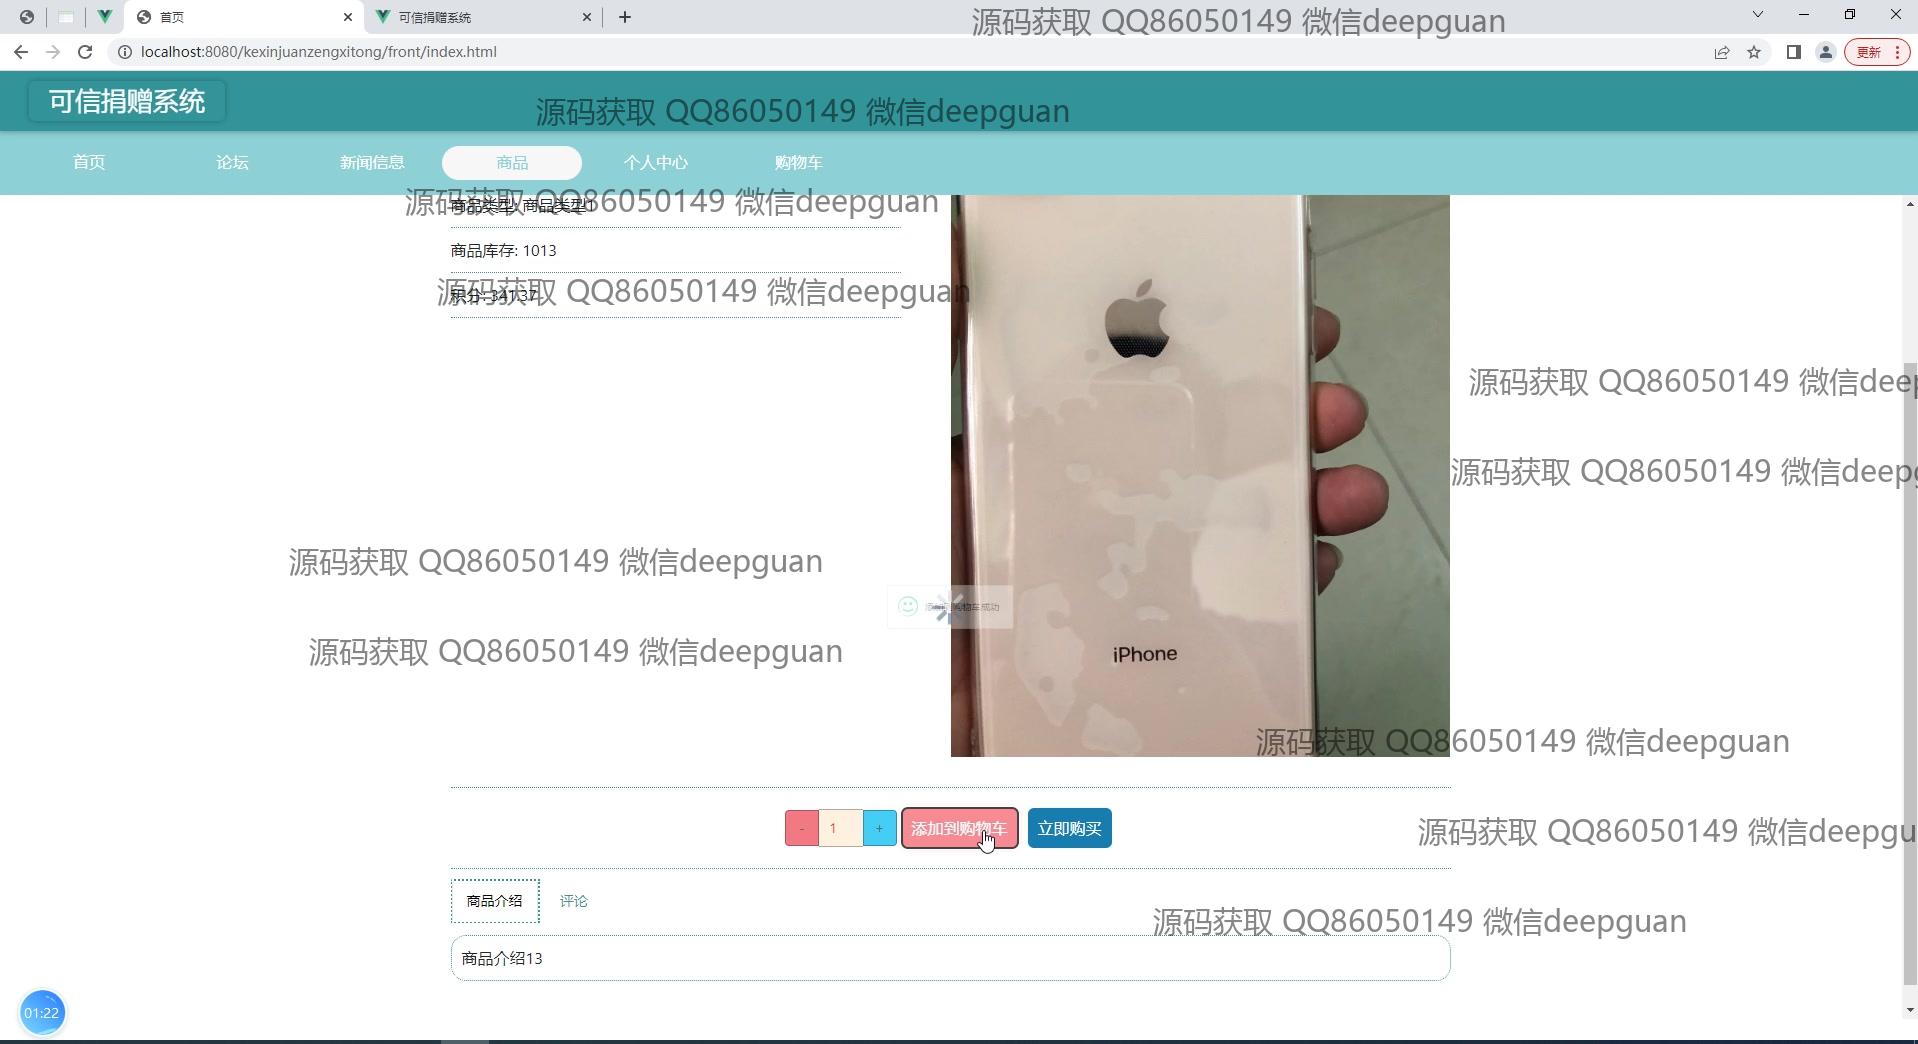 首页
可信捐赠系统
源码获取 QQ86050149 微信deepguan
localhost:8080/kexinjuanzengxitong/front/index.html
更新
可信捐赠系统
源码获取 QQ86050149 微信deepguan
首页
论坛
新闻信息
商品
个人中心
购物车
源码获取 QQ86050149 微信deepguan
商品类型: 商品类型1
商品库存: 1013
源码获取 QQ86050149 微信deepguan
积分: 341.37
源码获取 QQ86050149 微信deep
源码获取 QQ86050149 微信deepg
源码获取 QQ86050149 微信deepguan
添加到购物车成功
源码获取 QQ86050149 微信deepguan
iPhone
源码获取 QQ86050149 微信deepguan
- 1 +
添加到购物车
立即购买
源码获取 QQ86050149 微信deepgu
商品介绍
评论
源码获取 QQ86050149 微信deepguan
商品介绍13
01:22